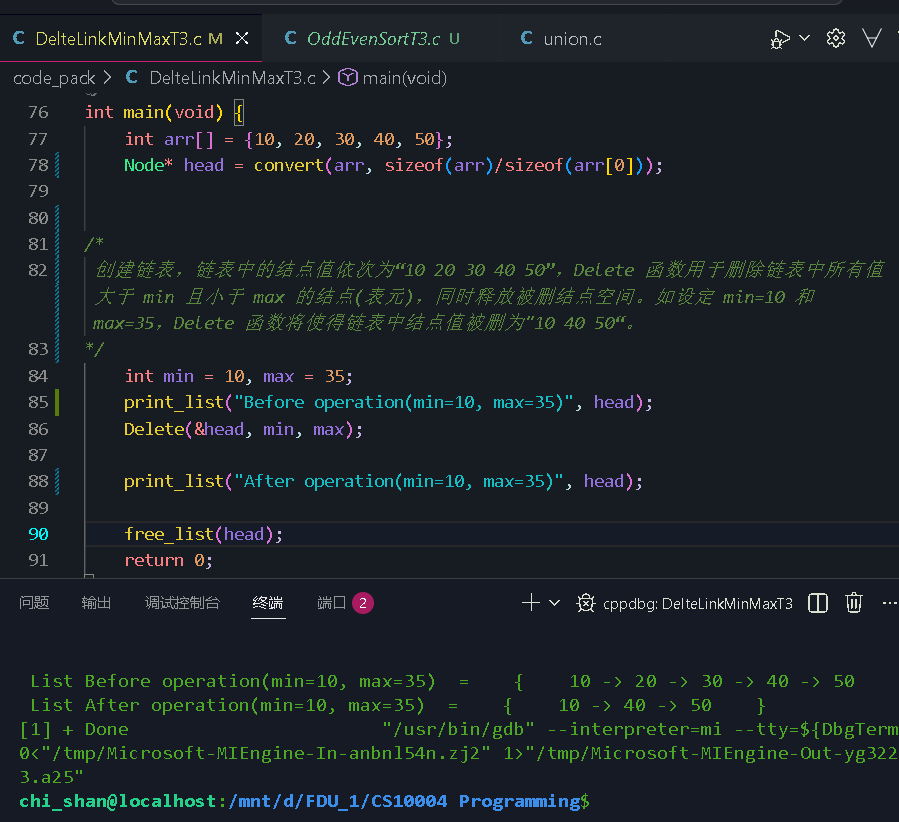 DelteLinkMinMaxT3.c M
OddEvenSortT3.c U
union.c
code_pack > C DelteLinkMinMaxT3.c > main(void)
76 int main(void) {
77 int arr[] = {10, 20, 30, 40, 50};
78 Node* head = convert(arr, sizeof(arr)/sizeof(arr[0]));
79
80
81 /*
82 创建链表，链表中的结点值依次为“10 20 30 40 50”，Delete 函数用于删除链表中所有值
大于 min 且小于 max 的结点(表元)，同时释放被删结点空间。如设定 min=10 和
max=35，Delete 函数将使得链表中结点值被删为"10 40 50“。
83 */
84 int min = 10, max = 35;
85 print_list("Before operation(min=10, max=35)", head);
86 Delete(&head, min, max);
87
88 print_list("After operation(min=10, max=35)", head);
89
90 free_list(head);
91 return 0;
问题 输出 调试控制台 终端 端口 2 cppdbg: DelteLinkMinMaxT3
List Before operation(min=10, max=35) = { 10 -> 20 -> 30 -> 40 -> 50
List After operation(min=10, max=35) = { 10 -> 40 -> 50 }
[1] + Done "/usr/bin/gdb" --interpreter=mi --tty=${DbgTerm
0<"/tmp/Microsoft-MIEngine-In-anbnl54n.zj2" 1>"/tmp/Microsoft-MIEngine-Out-yg322
3.a25"
chi_shan@localhost:/mnt/d/FDU_1/CS10004 Programming$